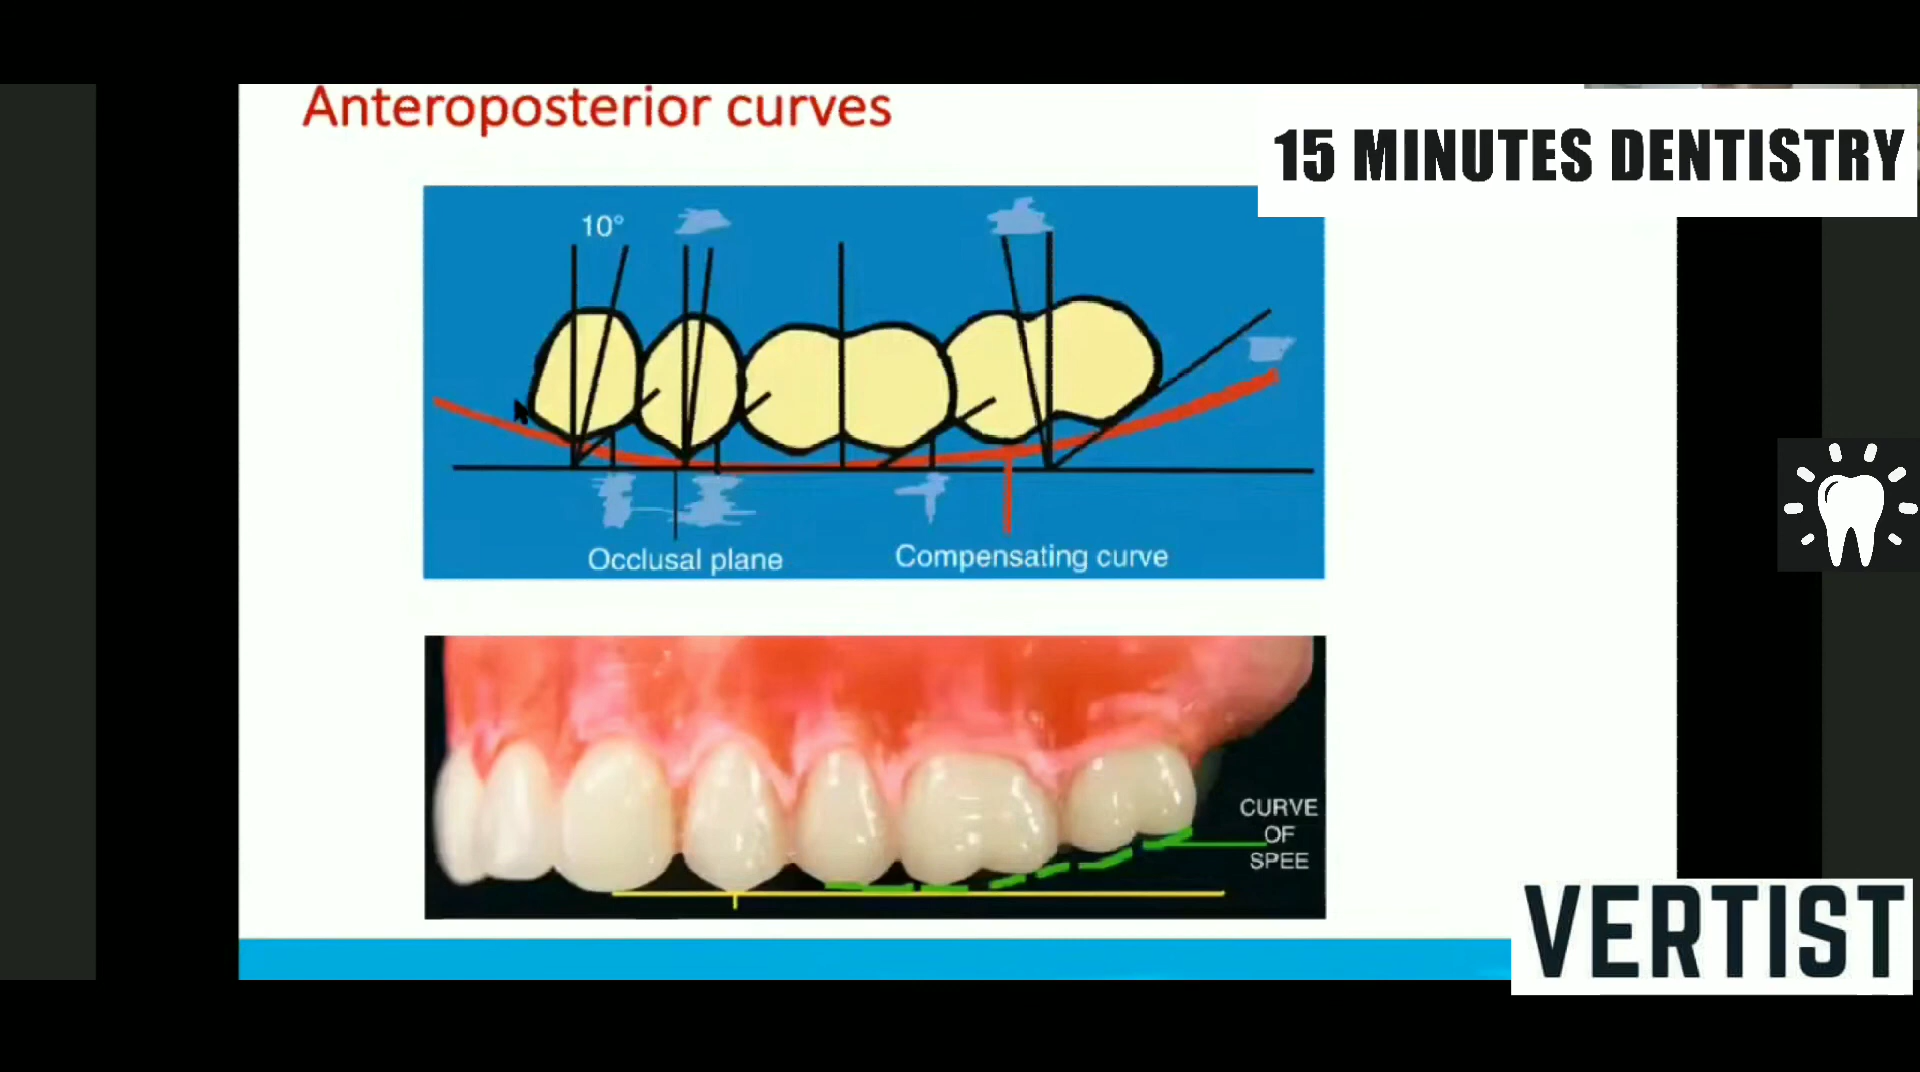 Anteroposterior curves
15 MINUTES DENTISTRY
10°
Occlusal plane
Compensating curve
CURVE
OF
SPEE
VERTIST